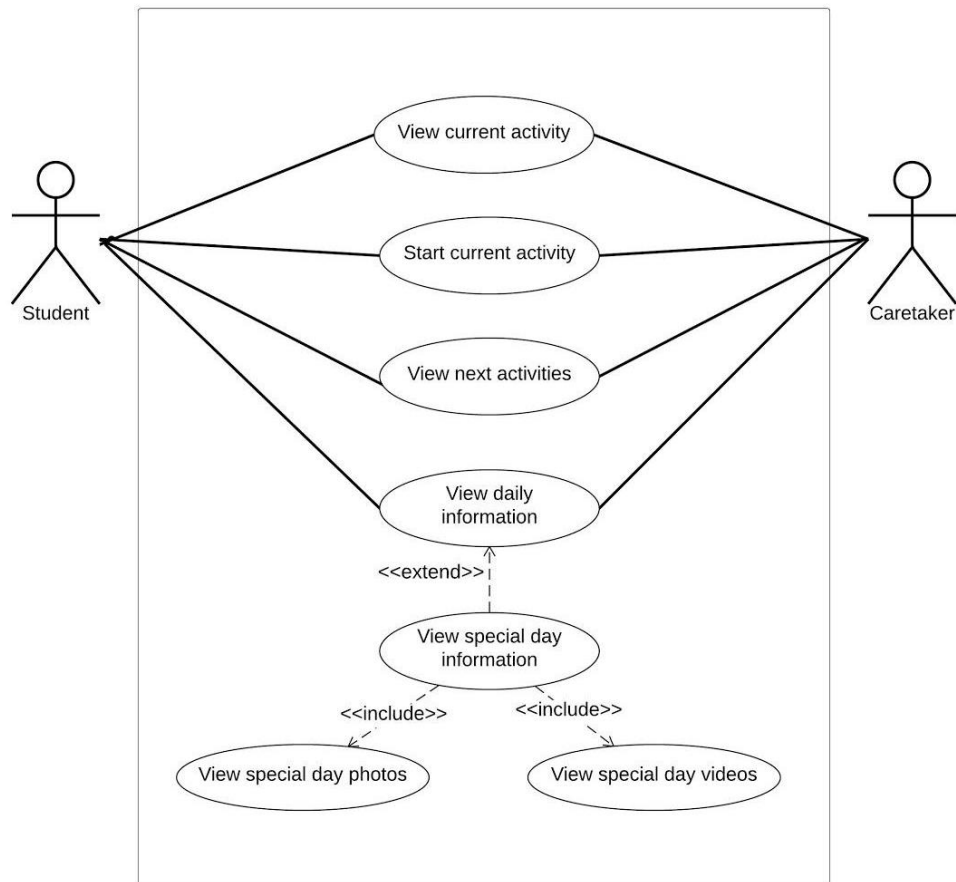 View current activity
Start current activity
Student
Caretaker
View next activities
View daily
information
<<extend>>
View special day
information
<<include>>
<<include>>
View special day photos
View special day videos